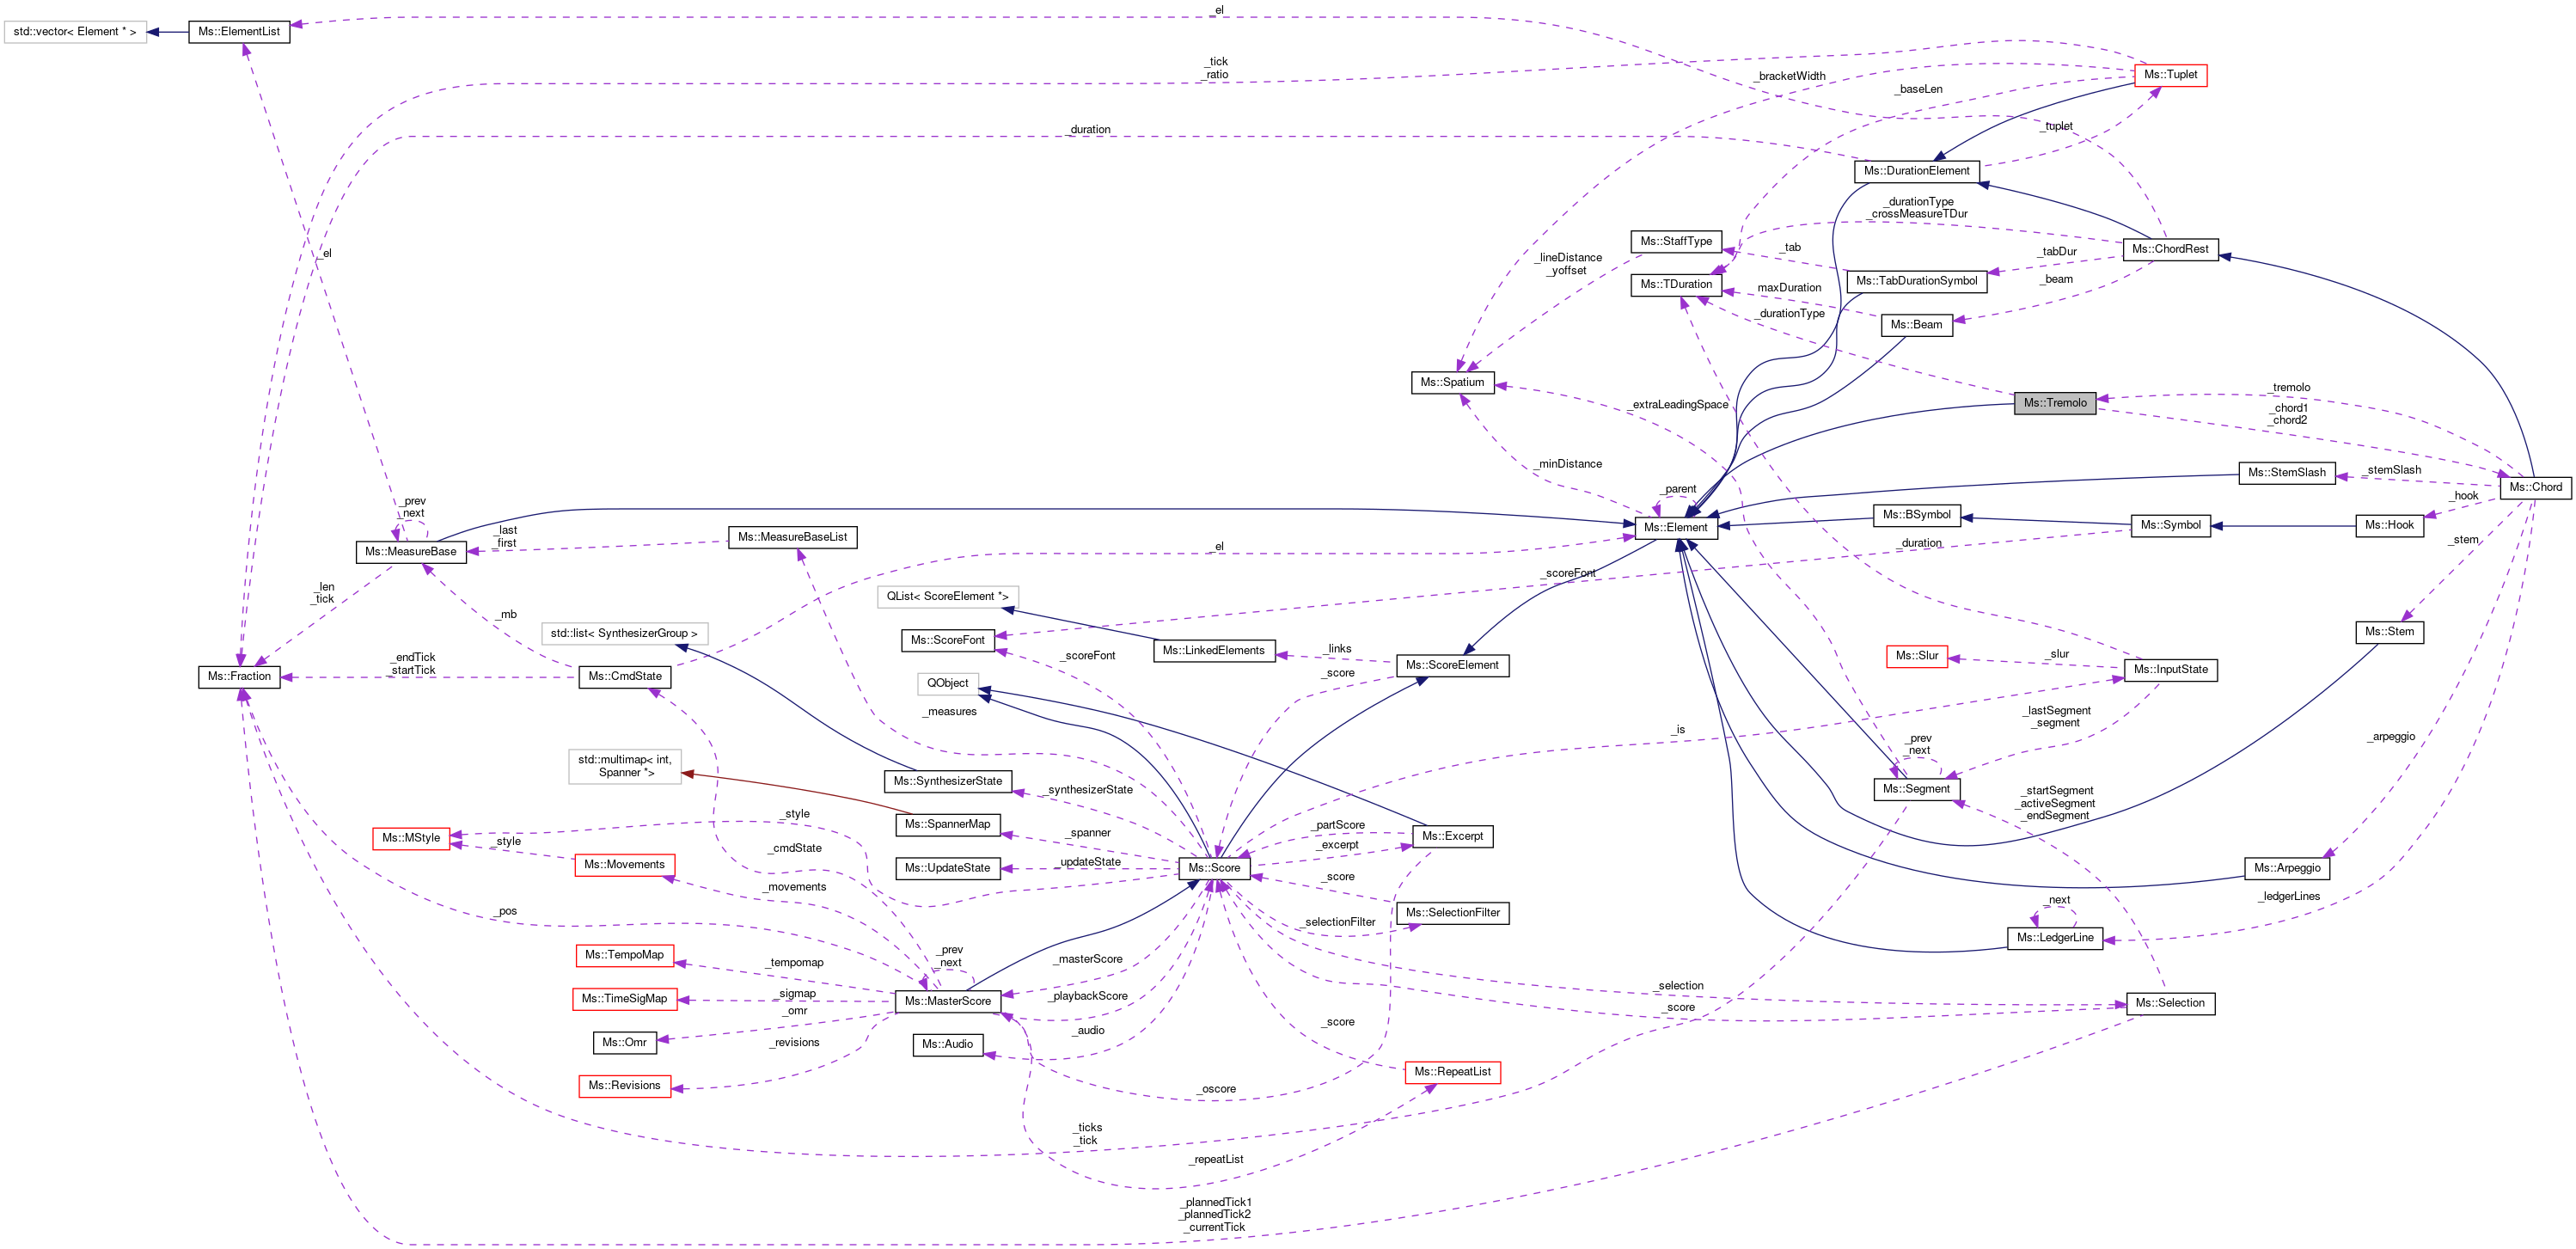 _el
std::vector< Element * >
Ms::ElementList
_tick
_ratio
Ms::Tuplet
_bracketWidth
_baseLen
_duration
_tuplet
Ms::DurationElement
_durationType
_crossMeasureTDur
Ms::StaffType
_tab
Ms::ChordRest
_tabDur
_el
_lineDistance
_yoffset
Ms::TDuration
maxDuration
Ms::TabDurationSymbol
_beam
_durationType
Ms::Beam
Ms::Spatium
_tremolo
_extraLeadingSpace
Ms::Tremolo
_chord1
_chord2
_minDistance
Ms::StemSlash
_stemSlash
Ms::Chord
_parent
_prev
_next
_last
_first
Ms::MeasureBase
Ms::MeasureBaseList
Ms::Element
Ms::BSymbol
Ms::Symbol
Ms::Hook
_hook
_el
_duration
_stem
_scoreFont
_len
_tick
QList< ScoreElement *>
_mb
std::list< SynthesizerGroup >
Ms::ScoreFont
Ms::LinkedElements
_links
Ms::ScoreElement
Ms::Stem
_scoreFont
_endTick
_startTick
Ms::Fraction
Ms::CmdState
QObject
_score
Ms::Slur
_slur
Ms::InputState
_measures
_lastSegment
_segment
_is
_prev
_next
_arpeggio
std::multimap< int,
Spanner *>
Ms::SynthesizerState
_synthesizerState
Ms::Segment
_startSegment
_activeSegment
_endSegment
_style
Ms::SpannerMap
_spanner
_partScore
Ms::Excerpt
Ms::MStyle
_style
_cmdState
_excerpt
Ms::Movements
Ms::UpdateState
_updateState
Ms::Score
_score
Ms::Arpeggio
_movements
_ledgerLines
_next
_pos
_selectionFilter
Ms::SelectionFilter
Ms::LedgerLine
Ms::TempoMap
_tempomap
_prev
_next
_masterScore
Ms::TimeSigMap
_sigmap
Ms::MasterScore
_playbackScore
_selection
_score
Ms::Selection
_omr
Ms::Omr
_revisions
Ms::Audio
_audio
_score
Ms::Revisions
_oscore
Ms::RepeatList
_ticks
_tick
_repeatList
_plannedTick1
_plannedTick2
_currentTick